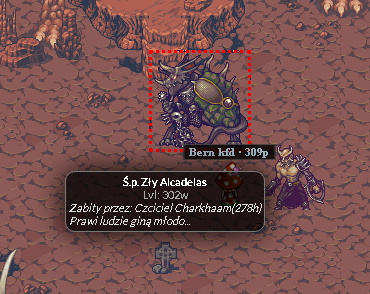 Bern kfd · 309p
Ś.p. Zły Alcadelas
Lvl: 302w
Zabity przez: Czciciel Charkhaam(278h)
Prawi ludzie giną młodo...